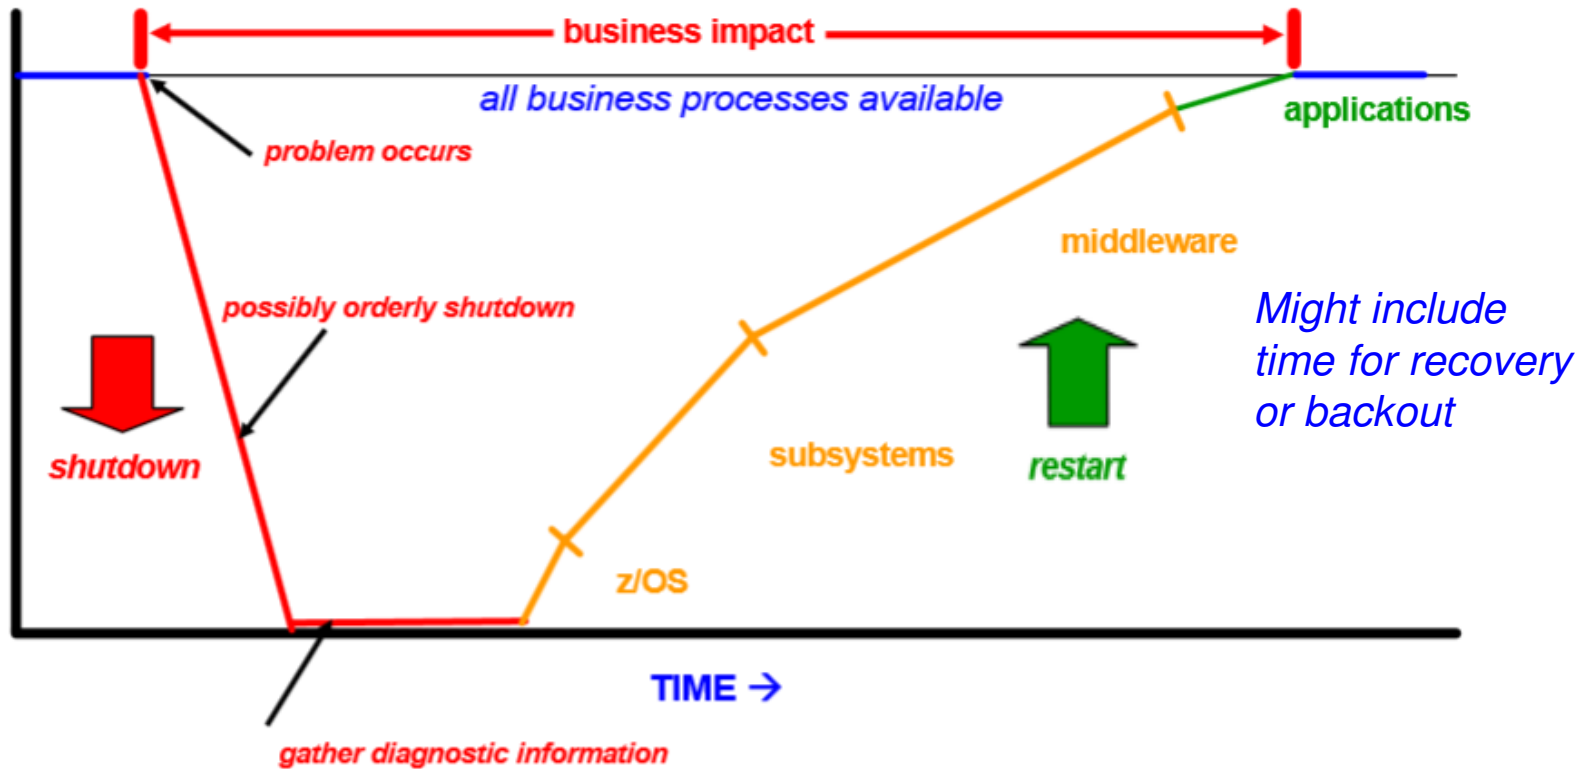 business impact
all business processes available
applications
problem occurs
middleware
possibly orderly shutdown
Might include
time for recovery
or backout
shutdown
subsystems
restart
z/OS
TIME →
gather diagnostic information